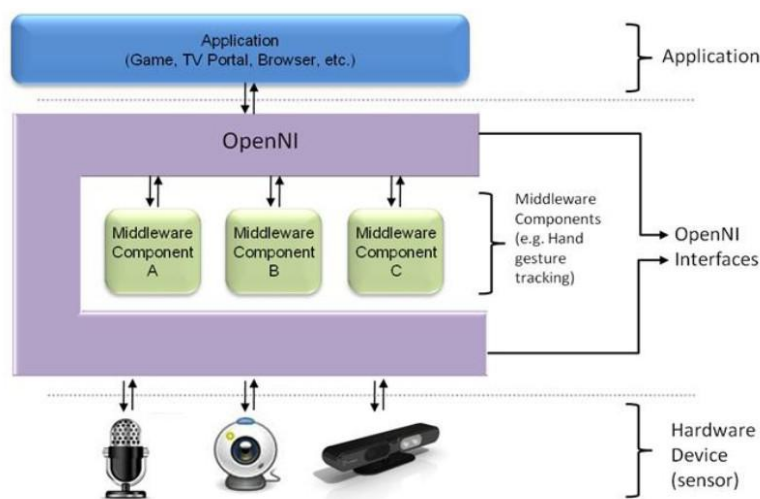 Application
(Game, TV Portal, Browser, etc.)
Application
OpenNI
Middleware
Component
A
Middleware
Component
B
Middleware
Component
C
Middleware
Components
(e.g. Hand
gesture
tracking)
OpenNI
Interfaces
Hardware
Device
(sensor)